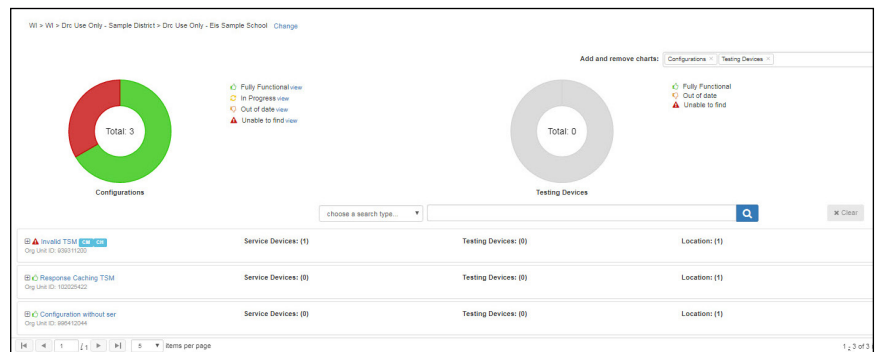 WI > WI > Drc Use Only - Sample District > Drc Use Only - Eis Sample School Change
Add and remove charts: Configurations × Testing Devices ×
Fully Functional view
In Progress view
Out of date view
Unable to find view
Total: 3
Configurations
Fully Functional
Out of date
Unable to find
Total: 0
Testing Devices
choose a search type...
× Clear
Invalid TSM CM CH Service Devices: (1) Testing Devices: (0) Location: (1)
Org Unit ID: 936311200
Response Caching TSM Service Devices: (0) Testing Devices: (0) Location: (1)
Org Unit ID: 102025422
Configuration without ser Service Devices: (0) Testing Devices: (0) Location: (1)
Org Unit ID: 996412044
1 / 1 5 items per page 1 - 3 of 3